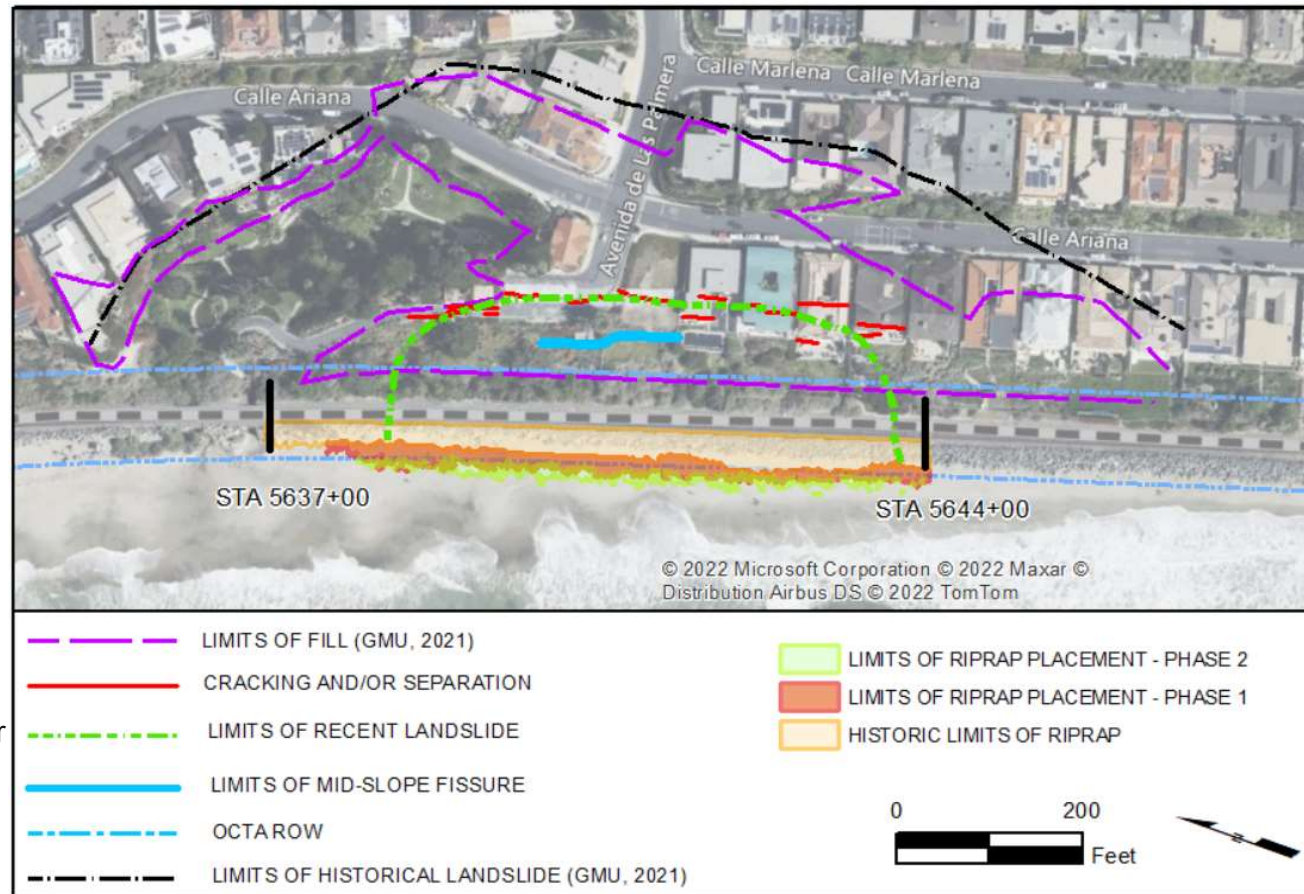 Calle Marlena Calle Marlena
Calle Ariana
Avenida de Las Palmera
Calle Ariana
STA 5637+00
STA 5644+00
© 2022 Microsoft Corporation © 2022 Maxar ©
Distribution Airbus DS © 2022 TomTom
LIMITS OF FILL (GMU, 2021)
CRACKING AND/OR SEPARATION
r
LIMITS OF RECENT LANDSLIDE
LIMITS OF MID-SLOPE FISSURE
OCTA ROW
LIMITS OF HISTORICAL LANDSLIDE (GMU, 2021)
LIMITS OF RIPRAP PLACEMENT - PHASE 2
LIMITS OF RIPRAP PLACEMENT - PHASE 1
HISTORIC LIMITS OF RIPRAP
0 200
Feet
N